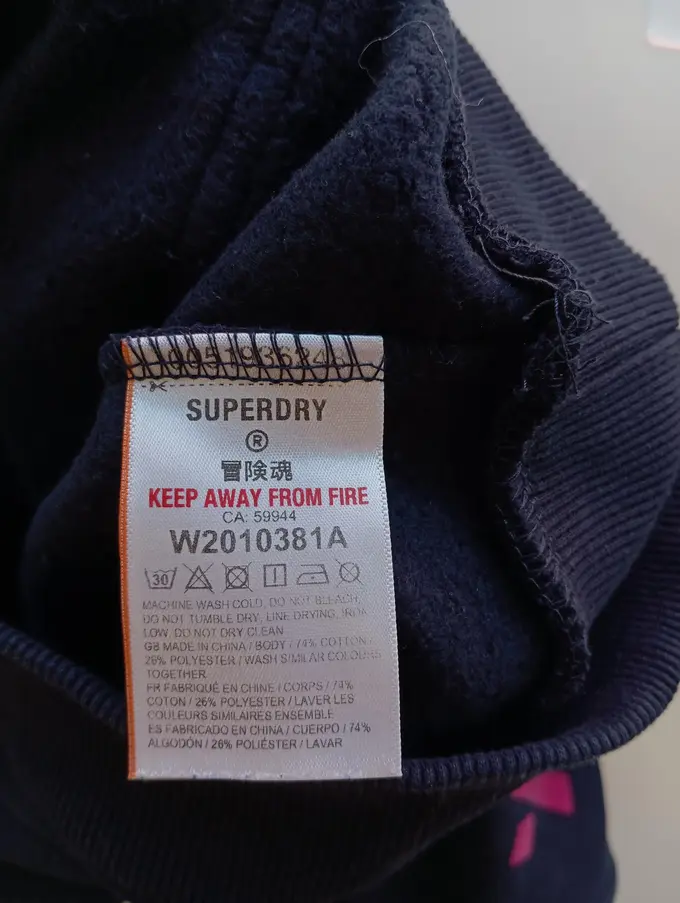 SUPERDRY
®
冒険魂
KEEP AWAY FROM FIRE
CA: 59944
W2010381A
30
MACHINE WASH COLD, DO NOT BLEACH,
DO NOT TUMBLE DRY, LINE DRYING, IRON
LOW, DO NOT DRY CLEAN
GB MADE IN CHINA / BODY / 74% COTTON /
26% POLYESTER / WASH SIMILAR COLOURS
TOGETHER
FR FABRIQUÉ EN CHINE / CORPS / 74%
COTON / 26% POLYESTER / LAVER LES
COULEURS SIMILAIRES ENSEMBLE
ES FABRICADO EN CHINA / CUERPO / 74%
ALGODÓN / 26% POLIÉSTER / LAVAR